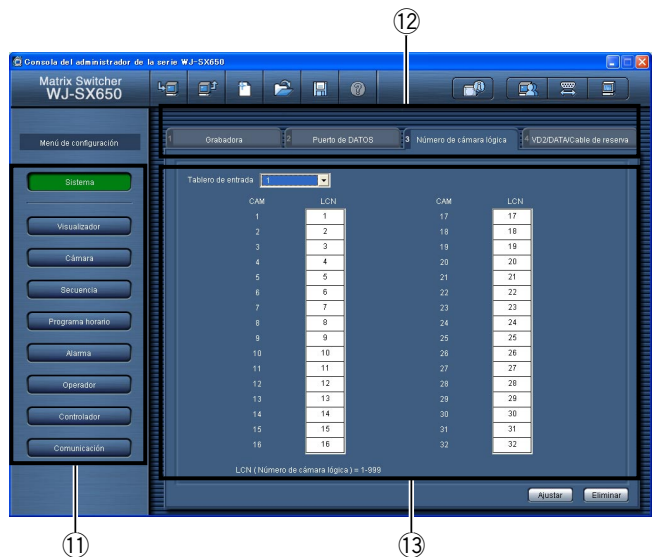 ⑫
Consola del administrador de la serie WJ-SX650
Matrix Switcher
WJ-SX650
Menú de configuración
1 Grabadora
2 Puerto de DATOS
3 Número de cámara lógica
4 VD2/DATA/Cable de reserva
Sistema
Visualizador
Cámara
Secuencia
Programa horario
Alarma
Operador
Controlador
Comunicación
Tablero de entrada 1
CAM LCN CAM LCN
1 1 17 17
2 2 18 18
3 3 19 19
4 4 20 20
5 5 21 21
6 6 22 22
7 7 23 23
8 8 24 24
9 9 25 25
10 10 26 26
11 11 27 27
12 12 28 28
13 13 29 29
14 14 30 30
15 15 31 31
16 16 32 32
LCN ( Número de cámara lógica ) = 1-999
Ajustar Eliminar
⑪ ⑬